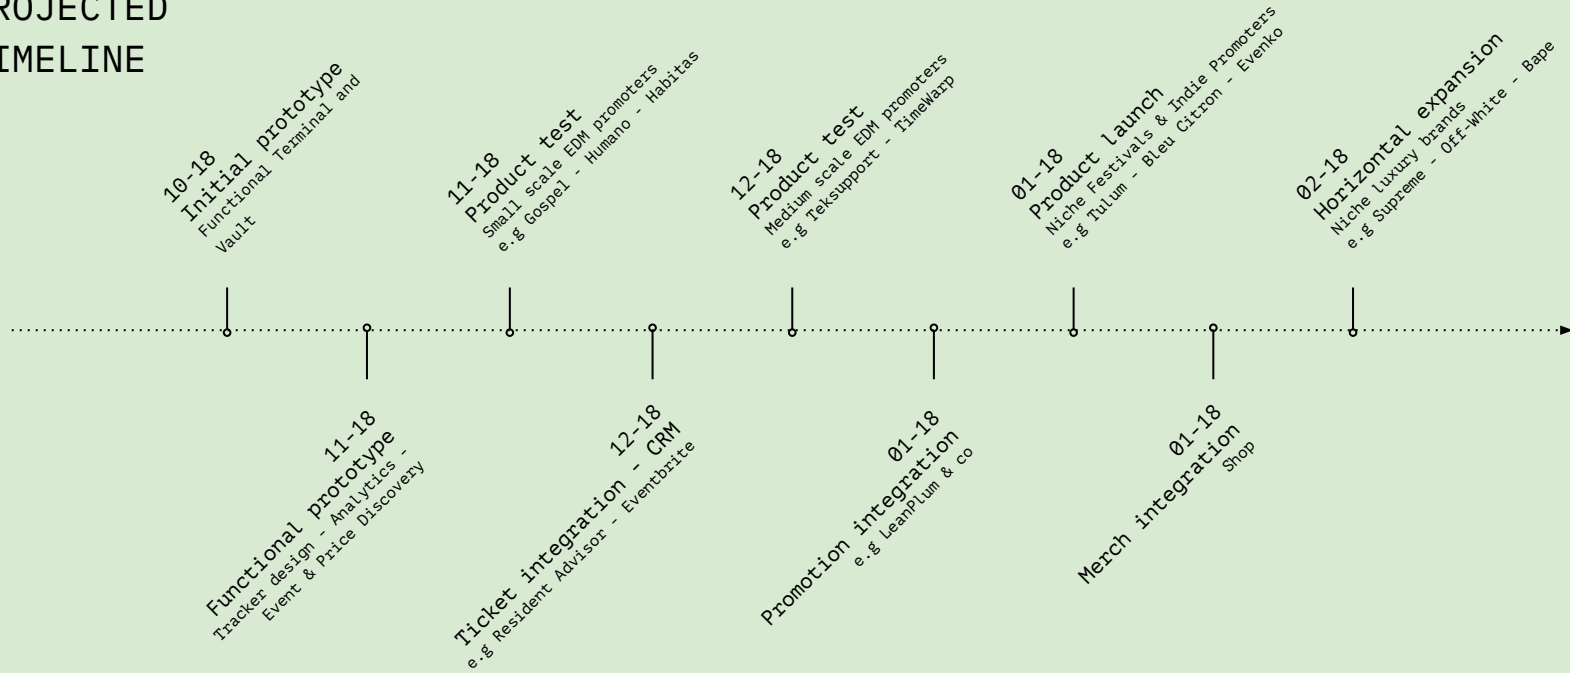 ROJECTED
IMELINE
10-18
Initial prototype
Functional Terminal and
Vault
11-18
Product test
Small scale EDM promoters
e.g Gospel - Humano - Habitas
12-18
Product test
Medium scale EDM promoters
e.g Teksupport - TimeWarp
01-18
Product launch
Niche Festivals & Indie Promoters
e.g Tulum - Bleu Citron - Evenko
02-18
Horizontal expansion
Niche luxury brands
e.g Supreme - Off-White - Bape
11-18
Functional prototype
Tracker design - Analytics -
Event & Price Discovery
12-18
Ticket integration - CRM
e.g Resident Advisor - Eventbrite
01-18
Promotion integration
e.g LeanPlum & co
01-18
Merch integration
Shop